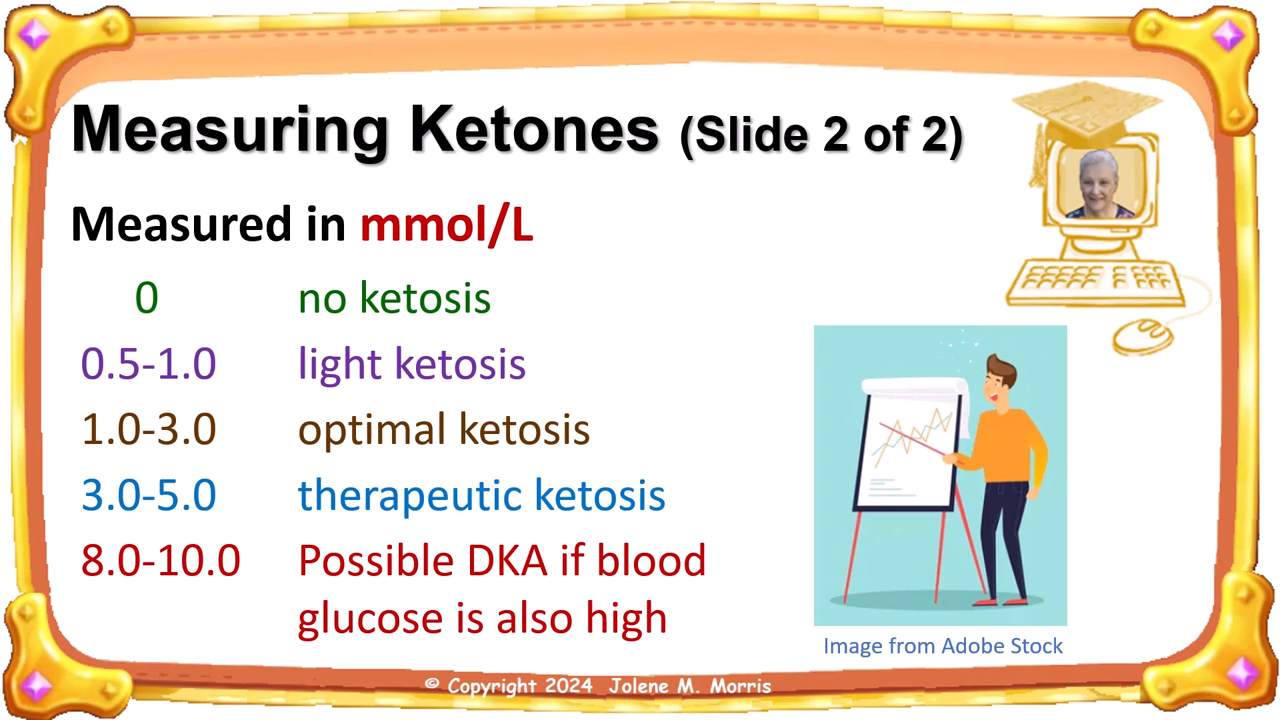 Measuring Ketones (Slide 2 of 2)
Measured in mmol/L
0 no ketosis
0.5-1.0 light ketosis
1.0-3.0 optimal ketosis
3.0-5.0 therapeutic ketosis
8.0-10.0 Possible DKA if blood
glucose is also high
Image from Adobe Stock
© Copyright 2024 Jolene M. Morris